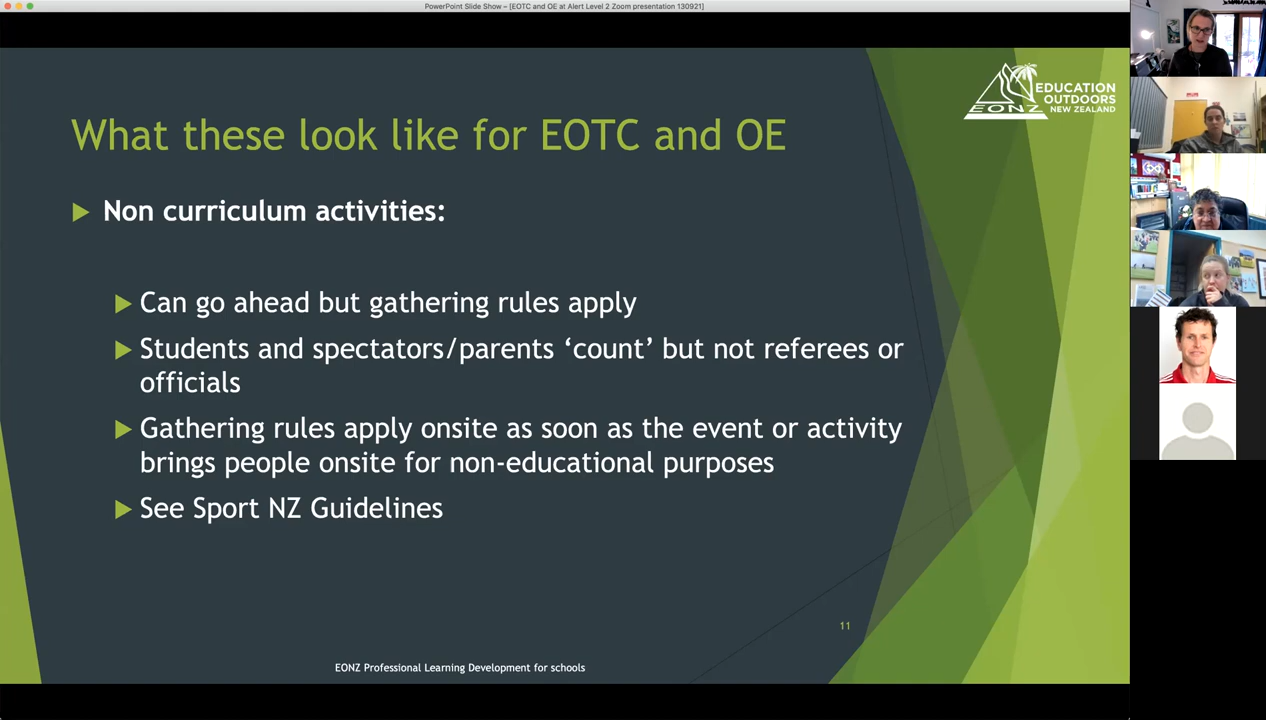 PowerPoint Slide Show – [EOTC and OE at Alert Level 2 Zoom presentation 130921]
EDUCATION
OUTDOORS
NEW ZEALAND
EONZ
What these look like for EOTC and OE
Non curriculum activities:
Can go ahead but gathering rules apply
Students and spectators/parents ‘count’ but not referees or
officials
Gathering rules apply onsite as soon as the event or activity
brings people onsite for non-educational purposes
See Sport NZ Guidelines
11
EONZ Professional Learning Development for schools